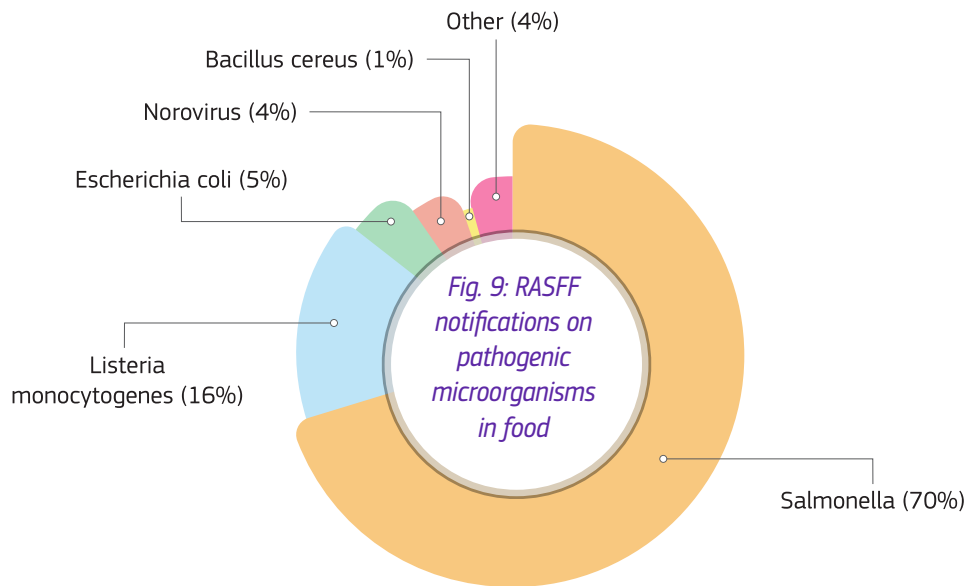 Other (4%)
Bacillus cereus (1%)
Norovirus (4%)
Escherichia coli (5%)
Listeria
monocytogenes (16%)
Fig. 9: RASFF
notifications on
pathogenic
microorganisms
in food
Salmonella (70%)